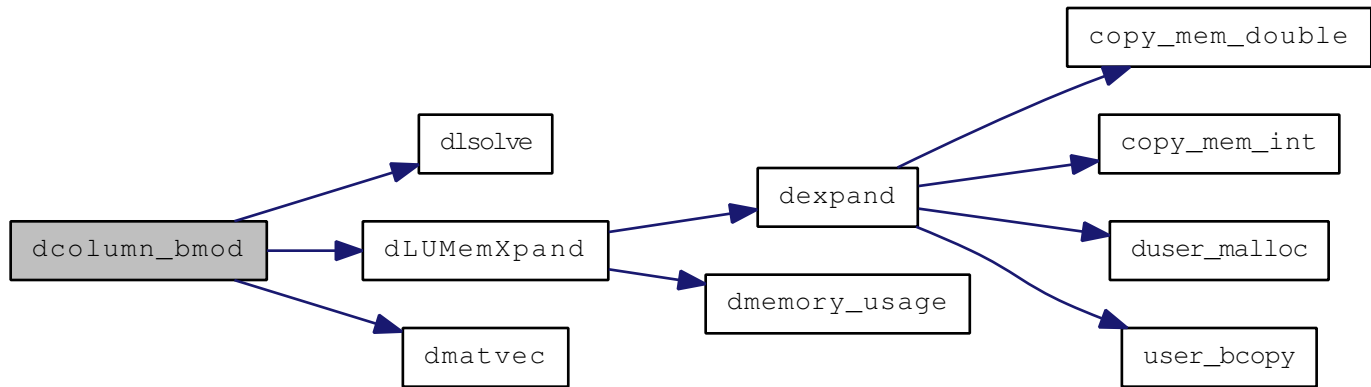 copy_mem_double
dlsolve
copy_mem_int
dexpand
dcolumn_bmod
dLUMemXpand
duser_malloc
dmemory_usage
dmatvec
user_bcopy